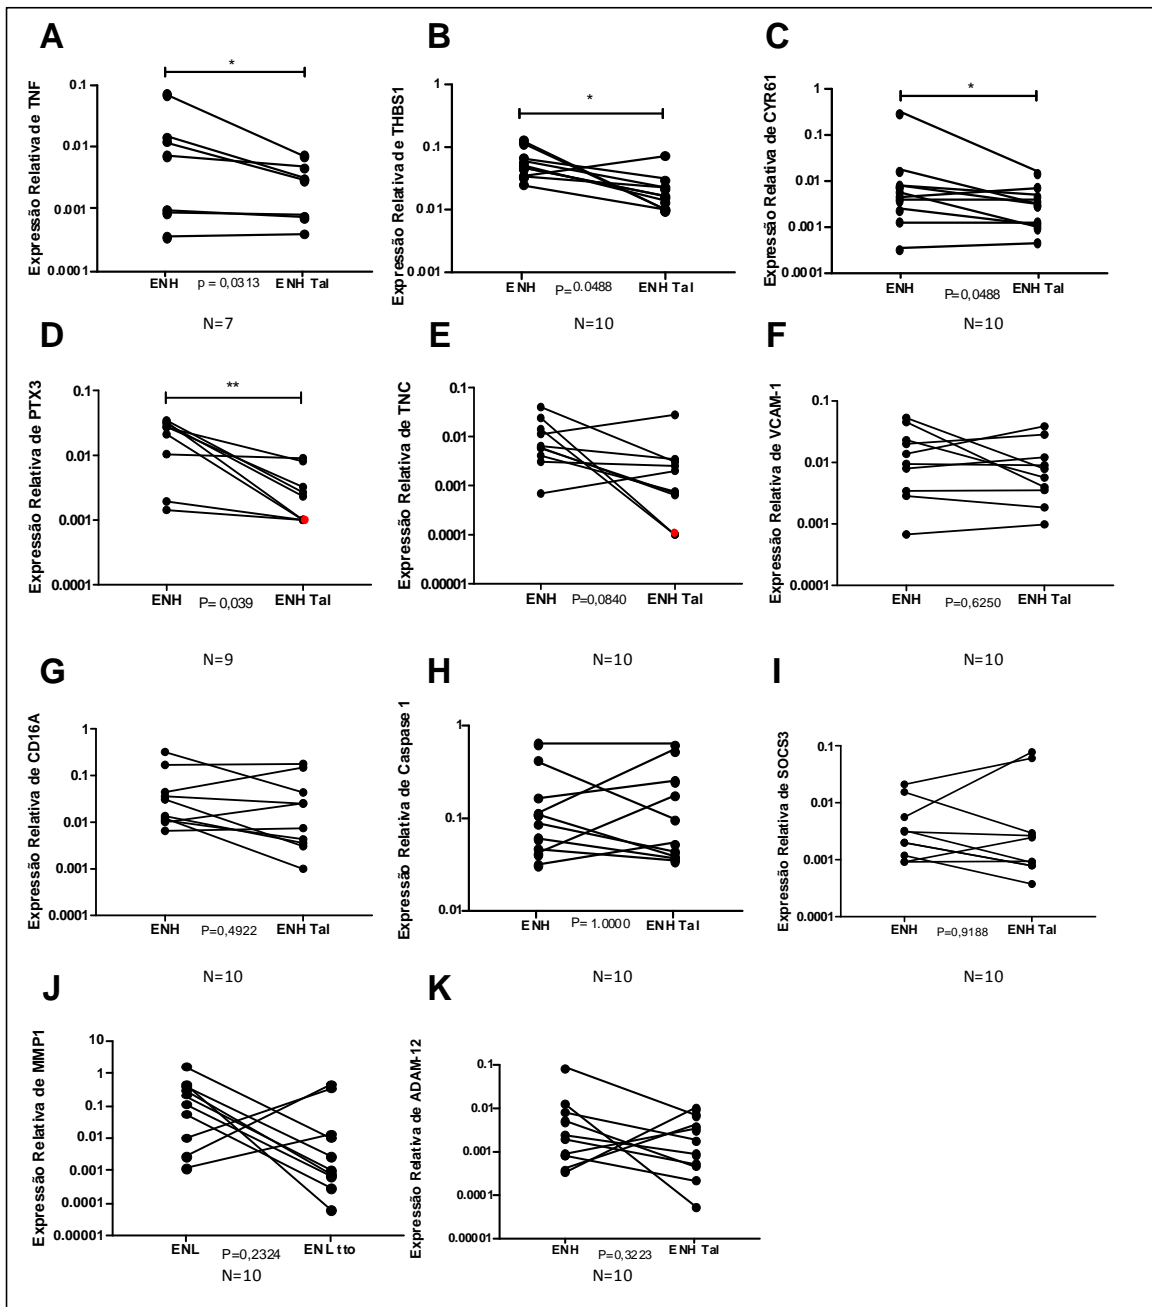 A
Expressão Relativa de TNF
*
0.1
0.01
0.001
0.0001
ENH
p = 0,0313
ENH Tal
N=7
B
Expressão Relativa de THBS1
*
1
0.1
0.01
0.001
ENH
P=0.0488
ENH Tal
N=10
C
Expressão Relativa de CYR61
*
1
0.1
0.01
0.001
0.0001
ENH
P=0,0488
ENH Tal
N=10
D
Expressão Relativa de PTX3
**
0.1
0.01
0.001
0.0001
ENH
P= 0,039
ENH Tal
N=9
E
Expressão Relativa de TNC
0.1
0.01
0.001
0.0001
0.00001
ENH
P=0,0840
ENH Tal
N=10
F
Expressão Relativa de VCAM-1
0.1
0.01
0.001
0.0001
ENH
P=0,6250
ENH Tal
N=10
G
Expressão Relativa de CD16A
1
0.1
0.01
0.001
0.0001
ENH
P=0,4922
ENH Tal
N=10
H
Expressão Relativa de Caspase 1
1
0.1
0.01
ENH
P= 1.0000
ENH Tal
N=10
I
Expressão Relativa de SOCS3
0.1
0.01
0.001
0.0001
ENH
P=0,9188
ENH Tal
N=10
J
Expressão Relativa de MMP1
10
1
0.1
0.01
0.001
0.0001
0.00001
ENL
P=0,2324
ENL tto
N=10
K
Expressão Relativa de ADAM-12
0.1
0.01
0.001
0.0001
0.00001
ENH
P=0,3223
ENH Tal
N=10